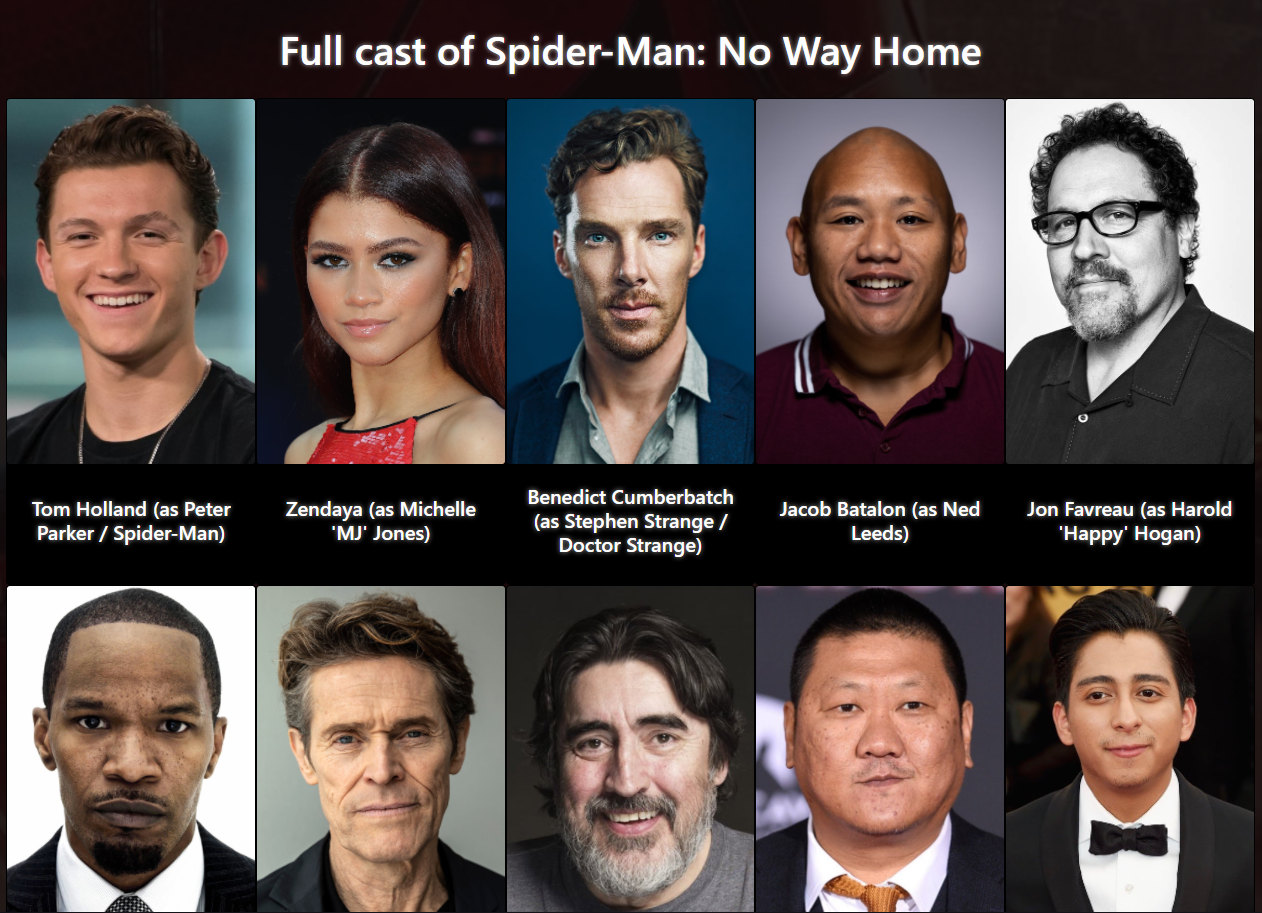 Full cast of Spider-Man: No Way Home
Tom Holland (as Peter
Parker / Spider-Man)
Zendaya (as Michelle
'MJ' Jones)
Benedict Cumberbatch
(as Stephen Strange /
Doctor Strange)
Jacob Batalon (as Ned
Leeds)
Jon Favreau (as Harold
'Happy' Hogan)